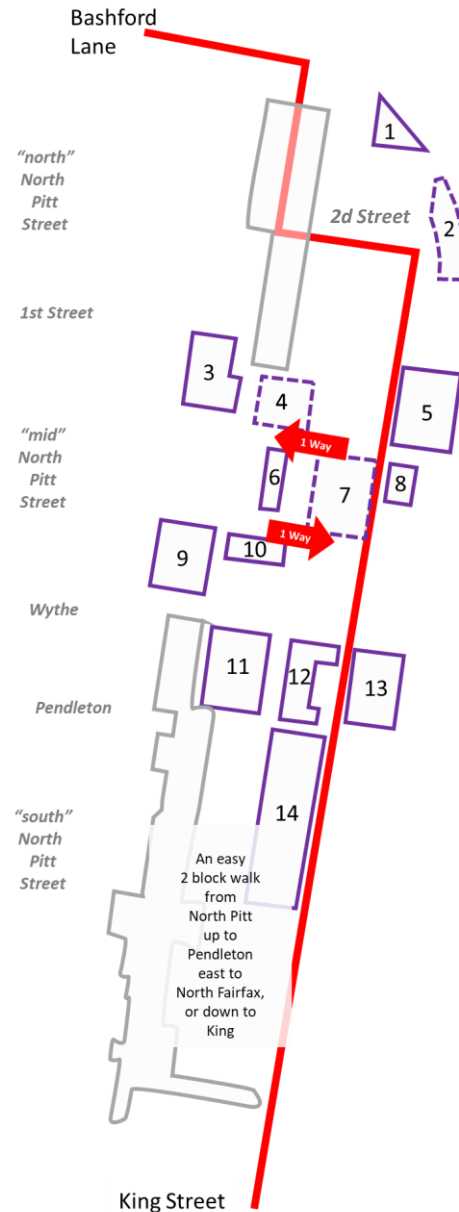 Bashford
Lane
1
“north”
North
Pitt
Street
2d Street
2
1st Street
3
4
5
“mid”
North
Pitt
Street
1 Way
6
7
8
1 Way
9
10
Wythe
11
12
13
Pendleton
14
“south”
North
Pitt
Street
An easy
2 block walk
from
North Pitt
up to
Pendleton
east to
North Fairfax,
or down to
King
King Street